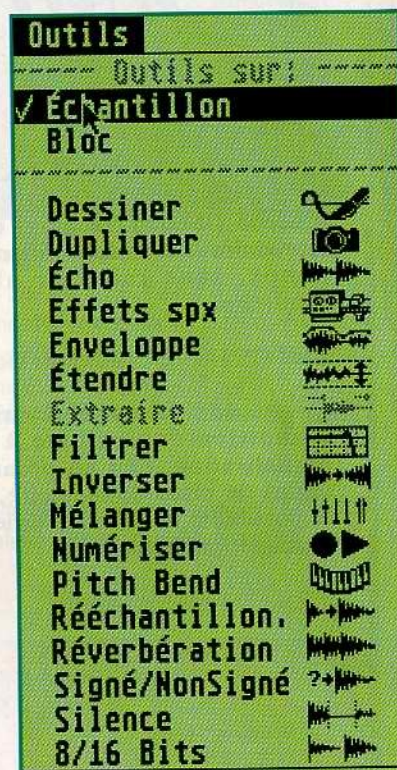 Outils
----- Outils sur: -----
✓ Échantillon
Bloc
Dessiner
Dupliquer
Écho
Effets spx
Enveloppe
Étendre
Extraire
Filtrer
Inverser
Mélanger
Numériser
Pitch Bend
Rééchantillon.
Réverbération
Signé/NonSigné ?
Silence
8/16 Bits